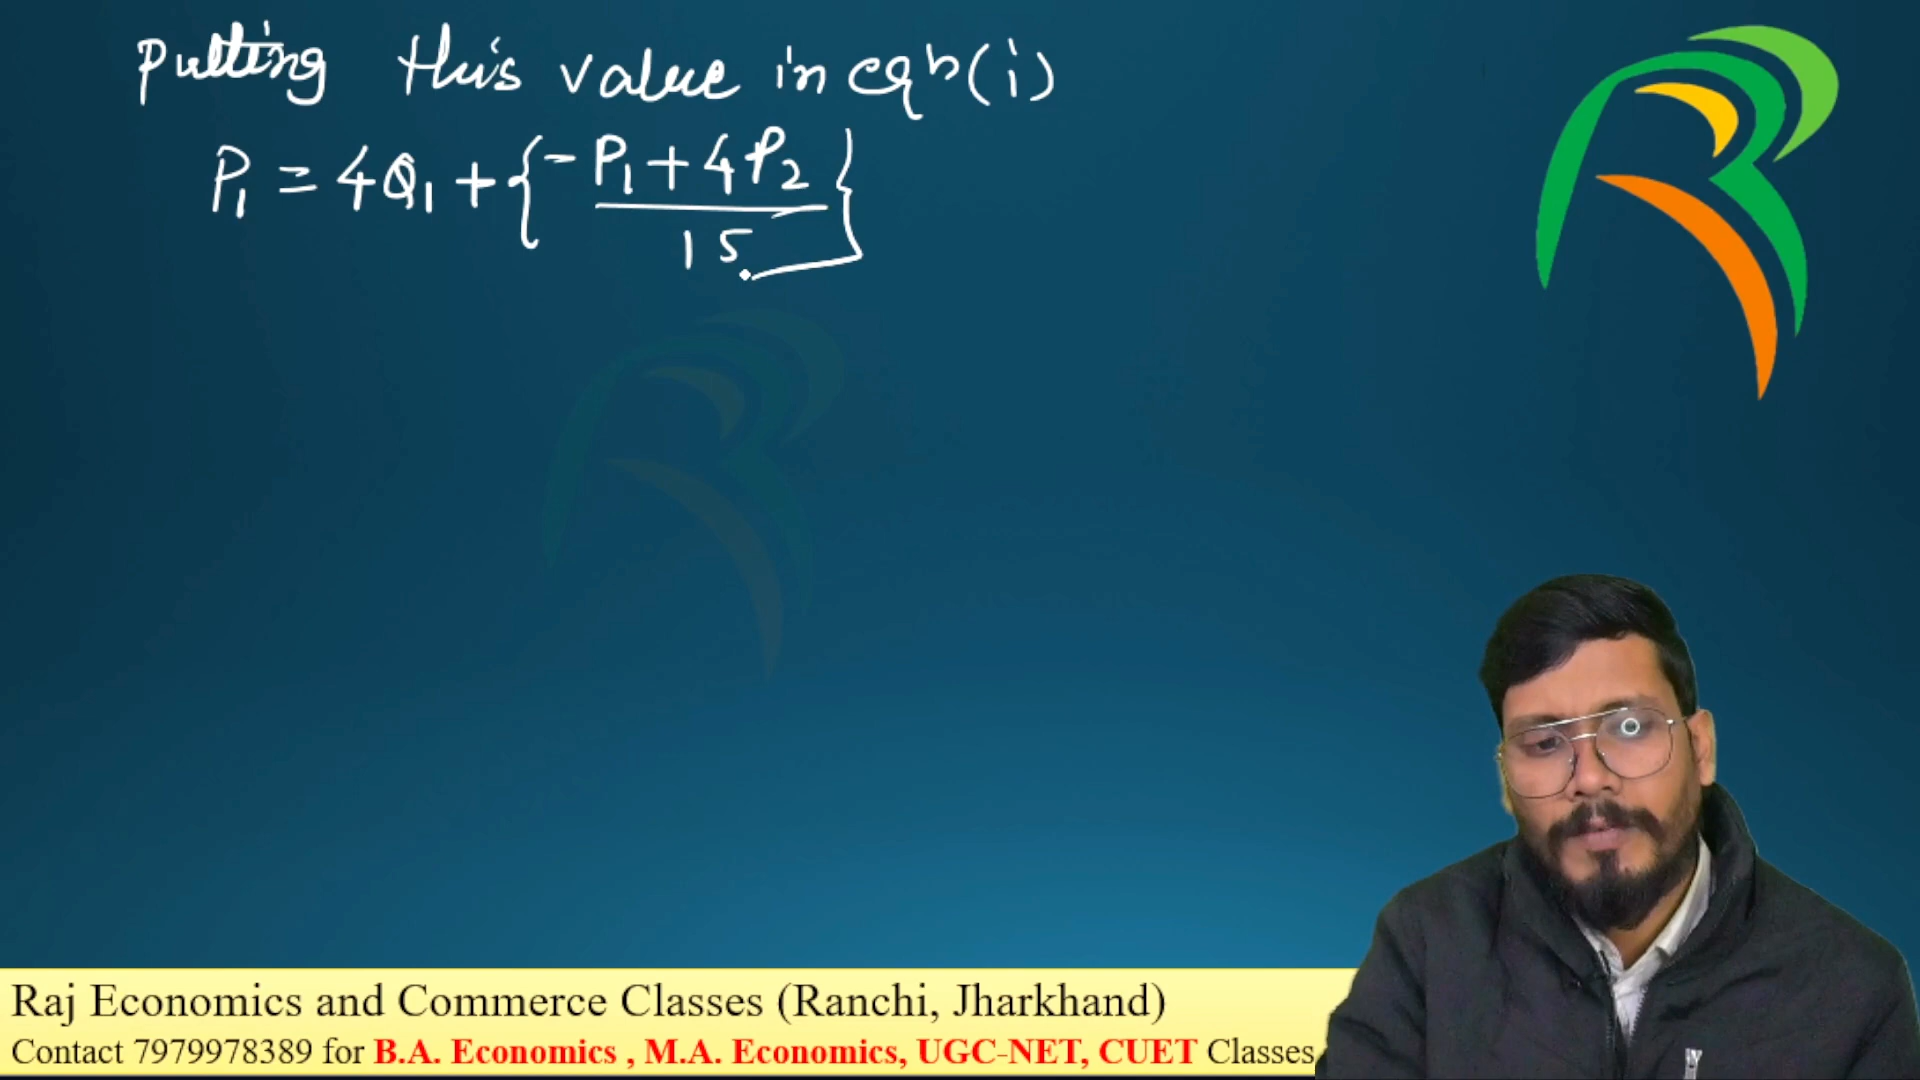 Putting this value in eqn (i)
P₁ = 4Q₁ + { -P₁ + 4P₂ / 15 }
Raj Economics and Commerce Classes (Ranchi, Jharkhand)
Contact 7979978389 for B.A. Economics , M.A. Economics, UGC-NET, CUET Classes